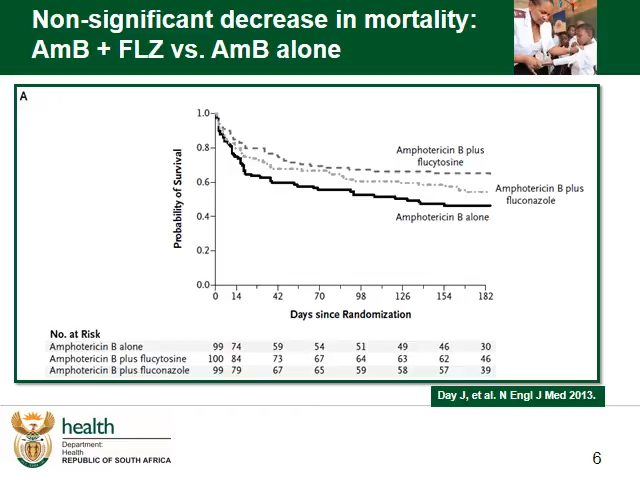 Non-significant decrease in mortality:
AmB + FLZ vs. AmB alone
A
Probability of Survival
1.0
0.8
0.6
0.4
0.2
0.0
Amphotericin B plus
flucytosine
Amphotericin B plus
fluconazole
Amphotericin B alone
0 14 42 70 98 126 154 182
Days since Randomization
No. at Risk
Amphotericin B alone 99 74 59 54 51 49 46 30
Amphotericin B plus flucytosine 100 84 73 67 64 63 62 46
Amphotericin B plus fluconazole 99 79 67 65 59 58 57 39
Day J, et al. N Engl J Med 2013.
health
Department:
Health
REPUBLIC OF SOUTH AFRICA
6